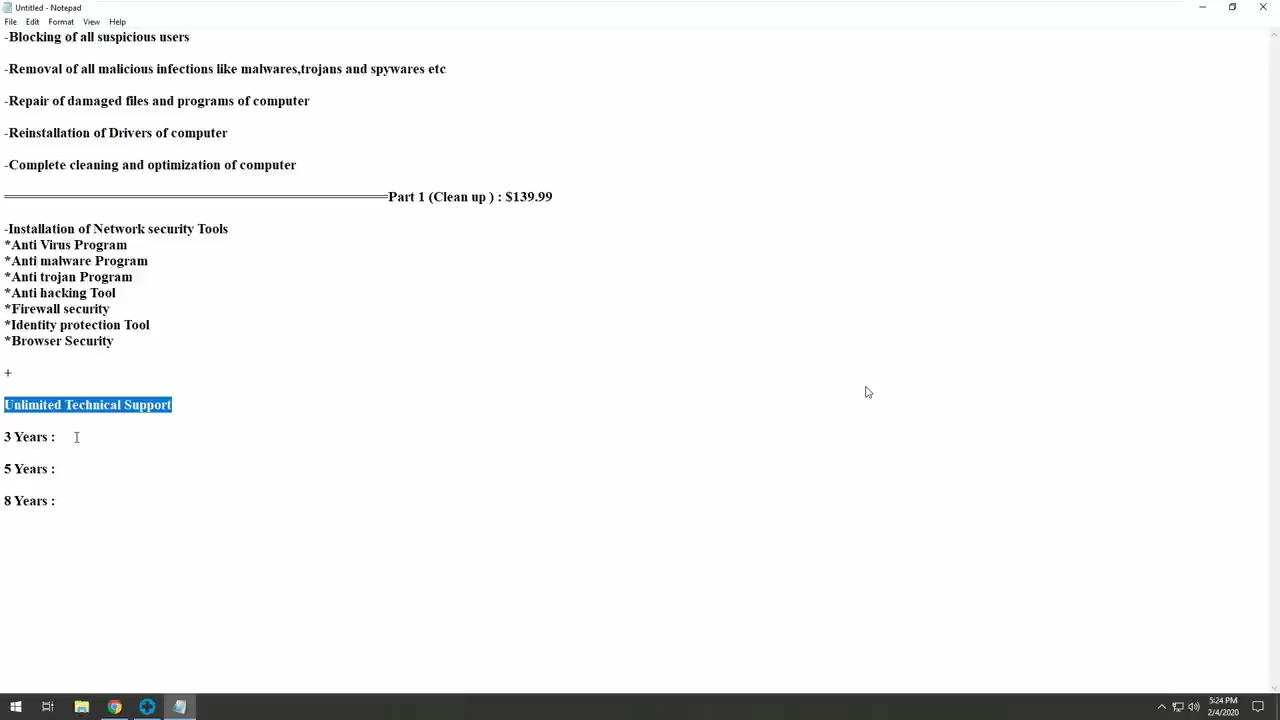 Untitled - Notepad
File Edit Format View Help
-Blocking of all suspicious users
-Removal of all malicious infections like malwares,trojans and spywares etc
-Repair of damaged files and programs of computer
-Reinstallation of Drivers of computer
-Complete cleaning and optimization of computer
Part 1 (Clean up ) : $139.99
-Installation of Network security Tools
*Anti Virus Program
*Anti malware Program
*Anti trojan Program
*Anti hacking Tool
*Firewall security
*Identity protection Tool
*Browser Security
+
Unlimited Technical Support
3 Years :
5 Years :
8 Years :
5:24 PM
2/4/2020